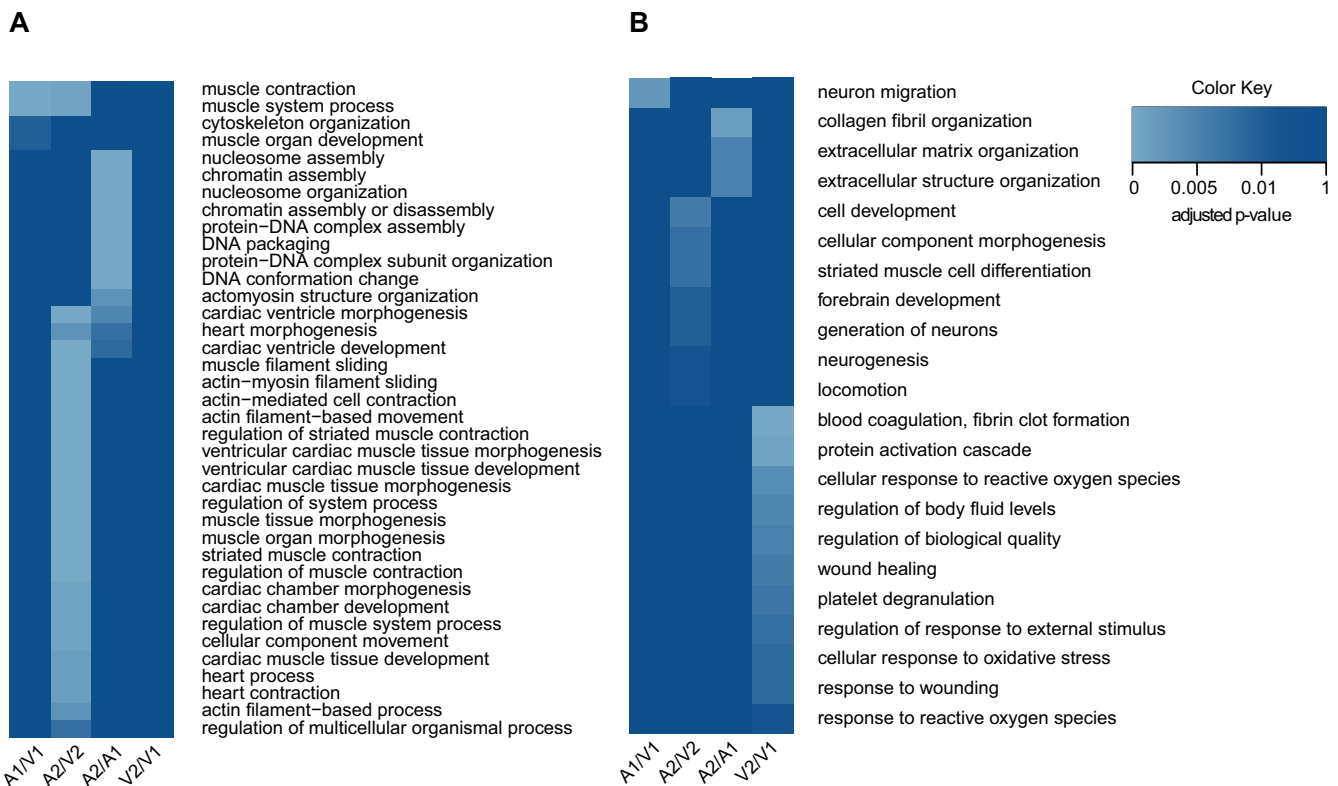 A
B
muscle contraction
muscle system process
cytoskeleton organization
muscle organ development
nucleosome assembly
chromatin assembly
nucleosome organization
chromatin assembly or disassembly
protein−DNA complex assembly
DNA packaging
protein−DNA complex subunit organization
DNA conformation change
actomyosin structure organization
cardiac ventricle morphogenesis
heart morphogenesis
cardiac ventricle development
muscle filament sliding
actin−myosin filament sliding
actin−mediated cell contraction
actin filament−based movement
regulation of striated muscle contraction
ventricular cardiac muscle tissue morphogenesis
ventricular cardiac muscle tissue development
cardiac muscle tissue morphogenesis
regulation of system process
muscle tissue morphogenesis
muscle organ morphogenesis
striated muscle contraction
regulation of muscle contraction
cardiac chamber morphogenesis
cardiac chamber development
regulation of muscle system process
cellular component movement
cardiac muscle tissue development
heart process
heart contraction
actin filament−based process
regulation of multicellular organismal process
A1/V1
A2/V2
A2/A1
V2/V1
neuron migration
collagen fibril organization
extracellular matrix organization
extracellular structure organization
cell development
cellular component morphogenesis
striated muscle cell differentiation
forebrain development
generation of neurons
neurogenesis
locomotion
blood coagulation, fibrin clot formation
protein activation cascade
cellular response to reactive oxygen species
regulation of body fluid levels
regulation of biological quality
wound healing
platelet degranulation
regulation of response to external stimulus
cellular response to oxidative stress
response to wounding
response to reactive oxygen species
A1/V1
A2/V2
A2/A1
V2/V1
Color Key
0 0.005 0.01 1
adjusted p-value